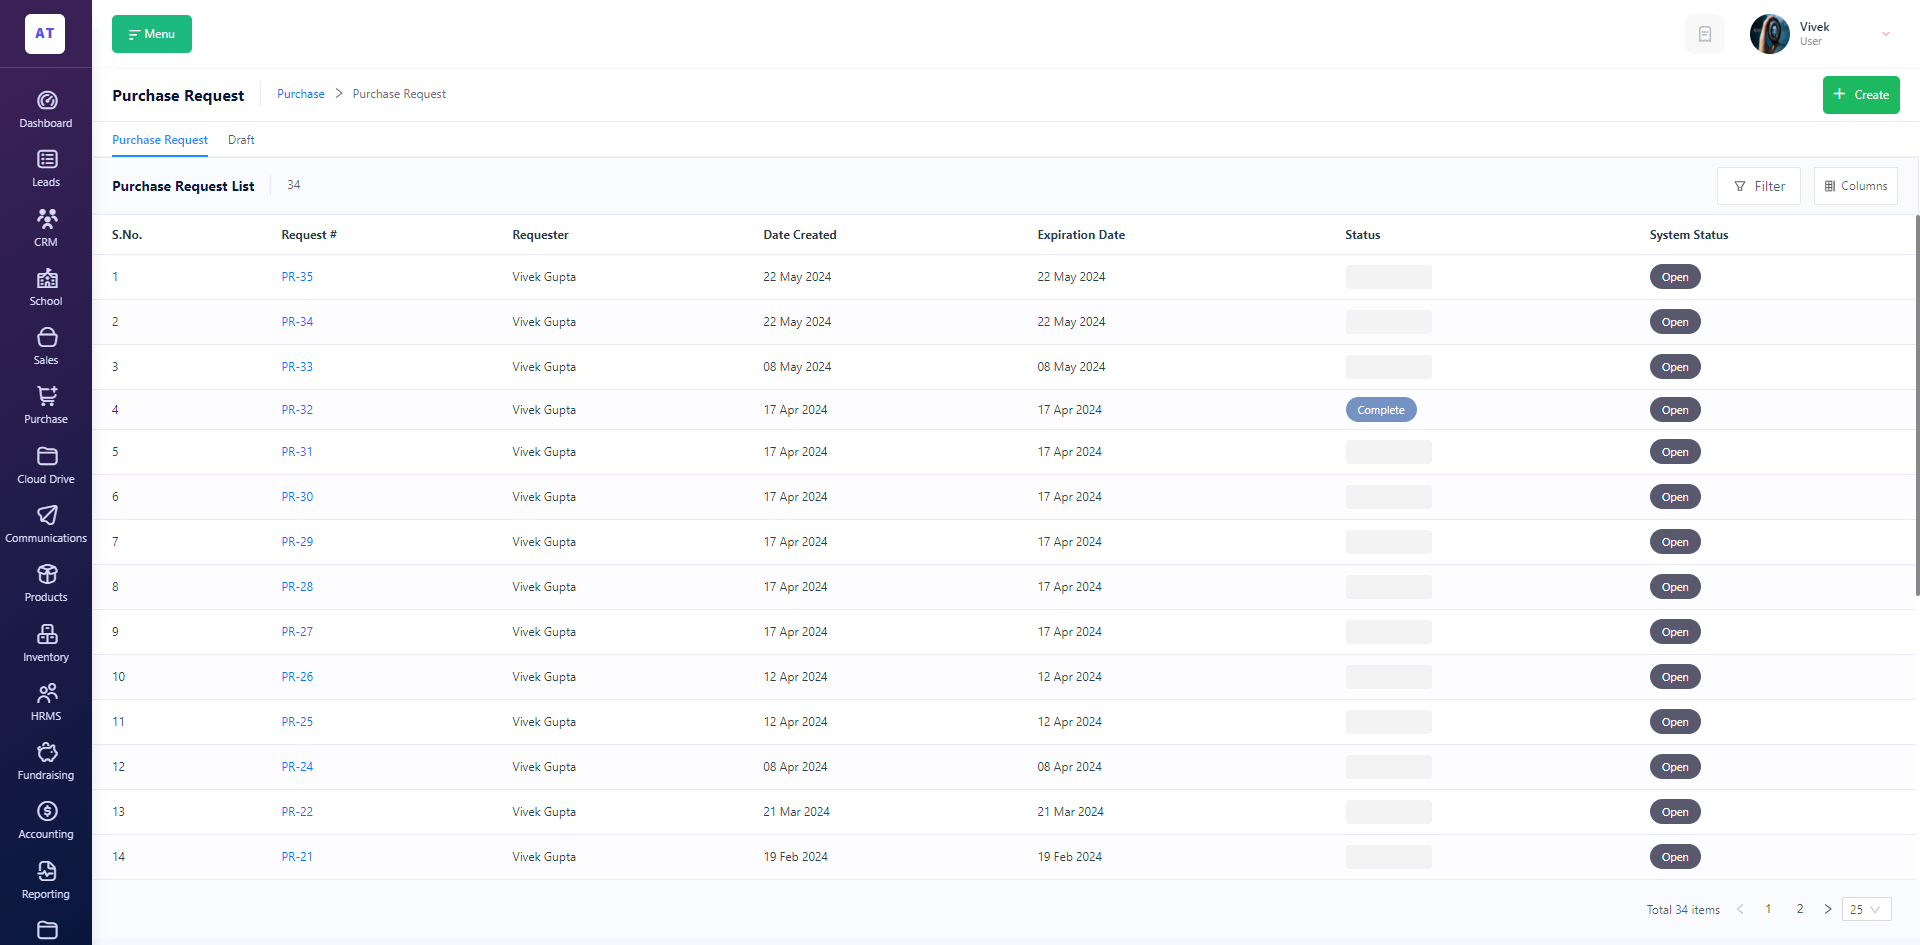 AT
Menu
Vivek
User
Dashboard
Leads
CRM
School
Sales
Purchase
Cloud Drive
Communications
Products
Inventory
HRMS
Fundraising
Accounting
Reporting
Purchase Request
Purchase > Purchase Request
+ Create
Purchase Request Draft
Purchase Request List 34
Filter
Columns
S.No. Request # Requester Date Created Expiration Date Status System Status
1 PR-35 Vivek Gupta 22 May 2024 22 May 2024 Open
2 PR-34 Vivek Gupta 22 May 2024 22 May 2024 Open
3 PR-33 Vivek Gupta 08 May 2024 08 May 2024 Open
4 PR-32 Vivek Gupta 17 Apr 2024 17 Apr 2024 Complete Open
5 PR-31 Vivek Gupta 17 Apr 2024 17 Apr 2024 Open
6 PR-30 Vivek Gupta 17 Apr 2024 17 Apr 2024 Open
7 PR-29 Vivek Gupta 17 Apr 2024 17 Apr 2024 Open
8 PR-28 Vivek Gupta 17 Apr 2024 17 Apr 2024 Open
9 PR-27 Vivek Gupta 17 Apr 2024 17 Apr 2024 Open
10 PR-26 Vivek Gupta 12 Apr 2024 12 Apr 2024 Open
11 PR-25 Vivek Gupta 12 Apr 2024 12 Apr 2024 Open
12 PR-24 Vivek Gupta 08 Apr 2024 08 Apr 2024 Open
13 PR-22 Vivek Gupta 21 Mar 2024 21 Mar 2024 Open
14 PR-21 Vivek Gupta 19 Feb 2024 19 Feb 2024 Open
Total 34 items < 1 2 > 25